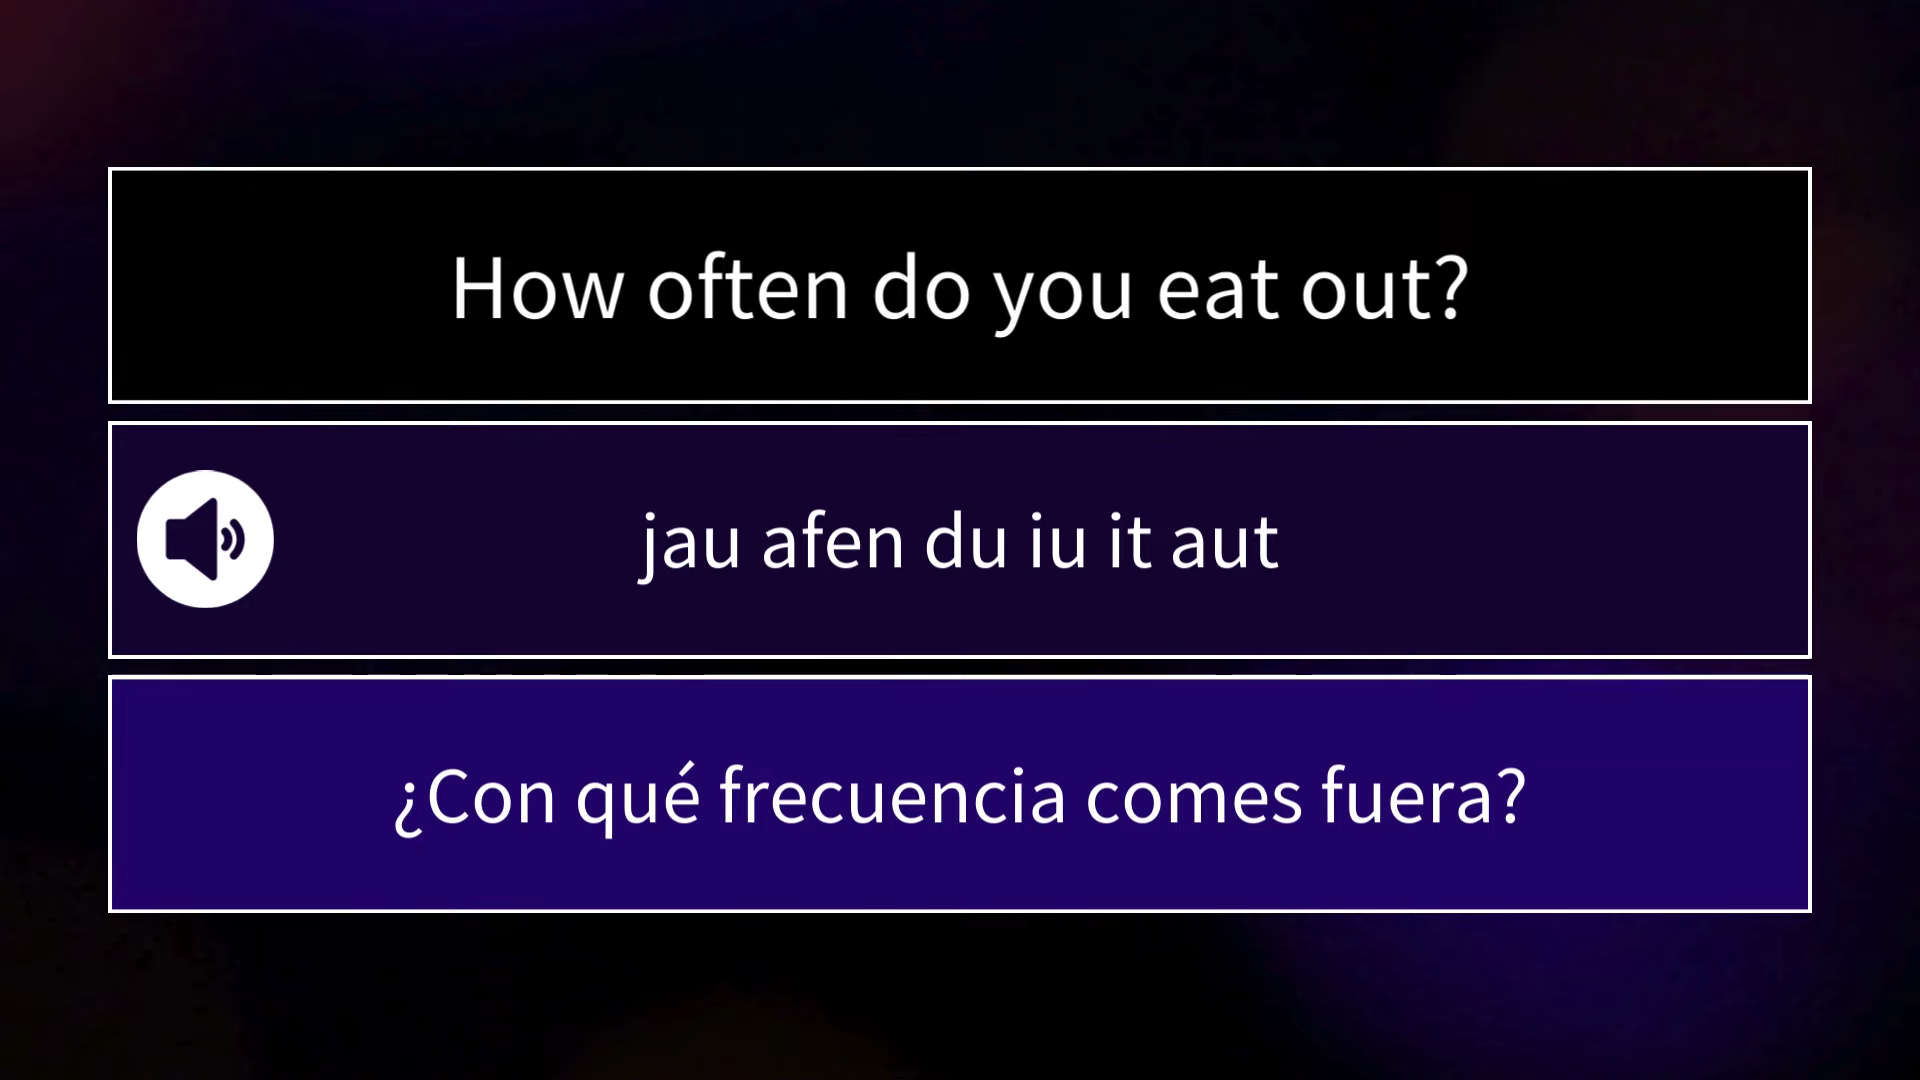 How often do you eat out?
jau afen du iu it aut
¿Con qué frecuencia comes fuera?